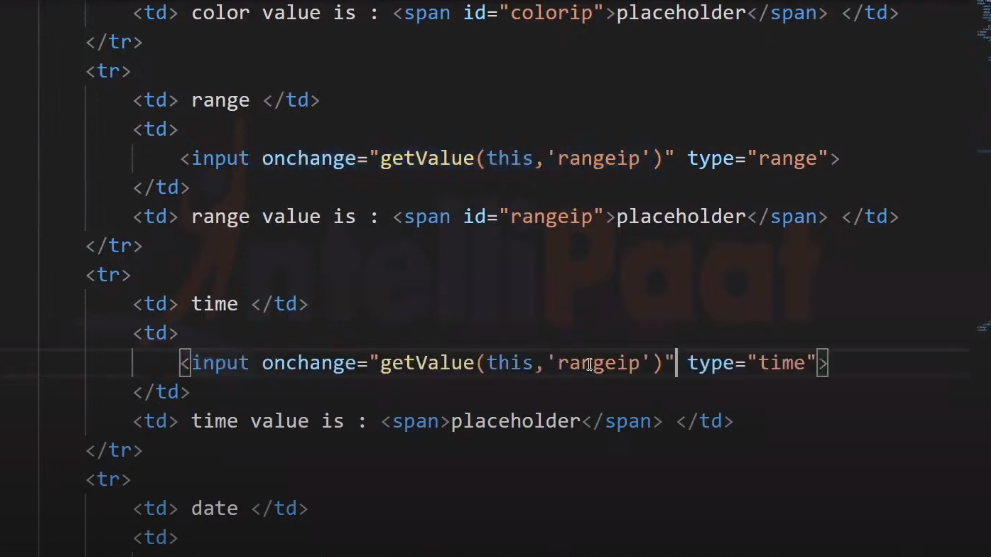 <td> color value is : <span id="colorip">placeholder</span> </td>
</tr>
<tr>
<td> range </td>
<td>
<input onchange="getValue(this,'rangeip')" type="range">
</td>
<td> range value is : <span id="rangeip">placeholder</span> </td>
</tr>
<tr>
<td> time </td>
<td>
<input onchange="getValue(this,'rangeip')" type="time">
</td>
<td> time value is : <span>placeholder</span> </td>
</tr>
<tr>
<td> date </td>
<td>
IntelliPaat